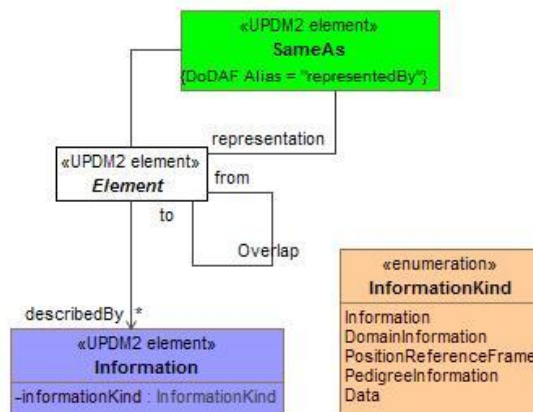 «UPDM2 element»
SameAs
{DoDAF Alias = "representedBy"}
representation
«UPDM2 element»
Element
from
to
Overlap
describedBy *
«UPDM2 element»
Information
-informationKind : InformationKind
«enumeration»
InformationKind
Information
DomainInformation
PositionReferenceFrame
PedigreeInformation
Data